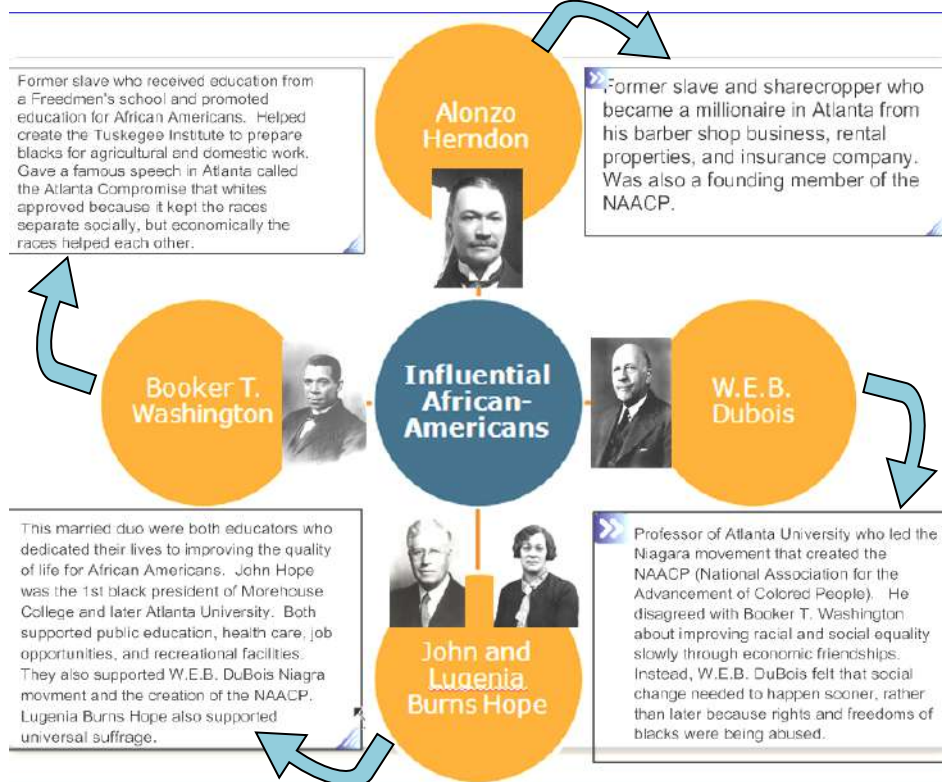 Alonzo
Herndon
Former slave who received education from
a Freedmen's school and promoted
education for African Americans. Helped
create the Tuskegee Institute to prepare
blacks for agricultural and domestic work.
Gave a famous speech in Atlanta called
the Atlanta Compromise that whites
approved because it kept the races
separate socially, but economically the
races helped each other.
Former slave and sharecropper who
became a millionaire in Atlanta from
his barber shop business, rental
properties, and insurance company.
Was also a founding member of the
NAACP.
Booker T.
Washington
Influential
African-
Americans
W.E.B.
Dubois
This married duo were both educators who
dedicated their lives to improving the quality
of life for African Americans. John Hope
was the 1st black president of Morehouse
College and later Atlanta University. Both
supported public education, health care, job
opportunities, and recreational facilities.
They also supported W.E.B. DuBois Niagra
movment and the creation of the NAACP.
Lugenia Burns Hope also supported
universal suffrage.
John and
Lugenia
Burns Hope
Professor of Atlanta University who led the
Niagara movement that created the
NAACP (National Association for the
Advancement of Colored People). He
disagreed with Booker T. Washington
about improving racial and social equality
slowly through economic friendships.
Instead, W.E.B. DuBois felt that social
change needed to happen sooner, rather
than later because rights and freedoms of
blacks were being abused.